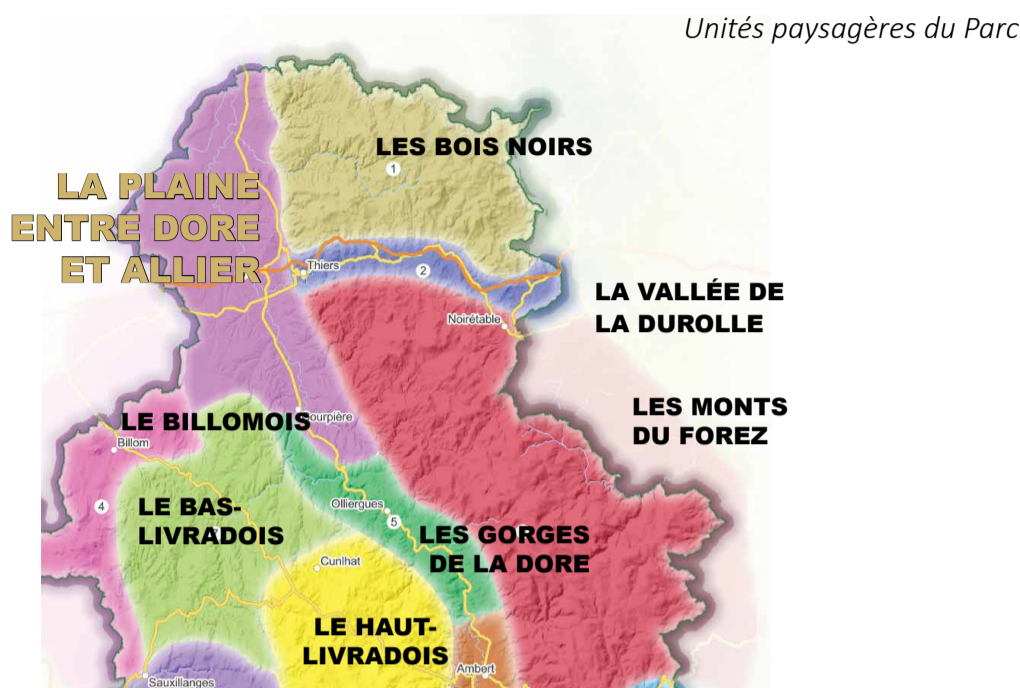 Unités paysagères du Parc
LES BOIS NOIRS
1
LA PLAINE
ENTRE DORE
ET ALLIER
Thiers
2
LA VALLÉE DE
LA DUROLLE
Noirétable
LES MONTS
DU FOREZ
LE BILLOMOIS
ourpière
Billom
4
LE BAS-
LIVRADOIS
Olliergues
5
LES GORGES
DE LA DORE
Cunlhat
LE HAUT-
LIVRADOIS
Ambert
Sauxillanges